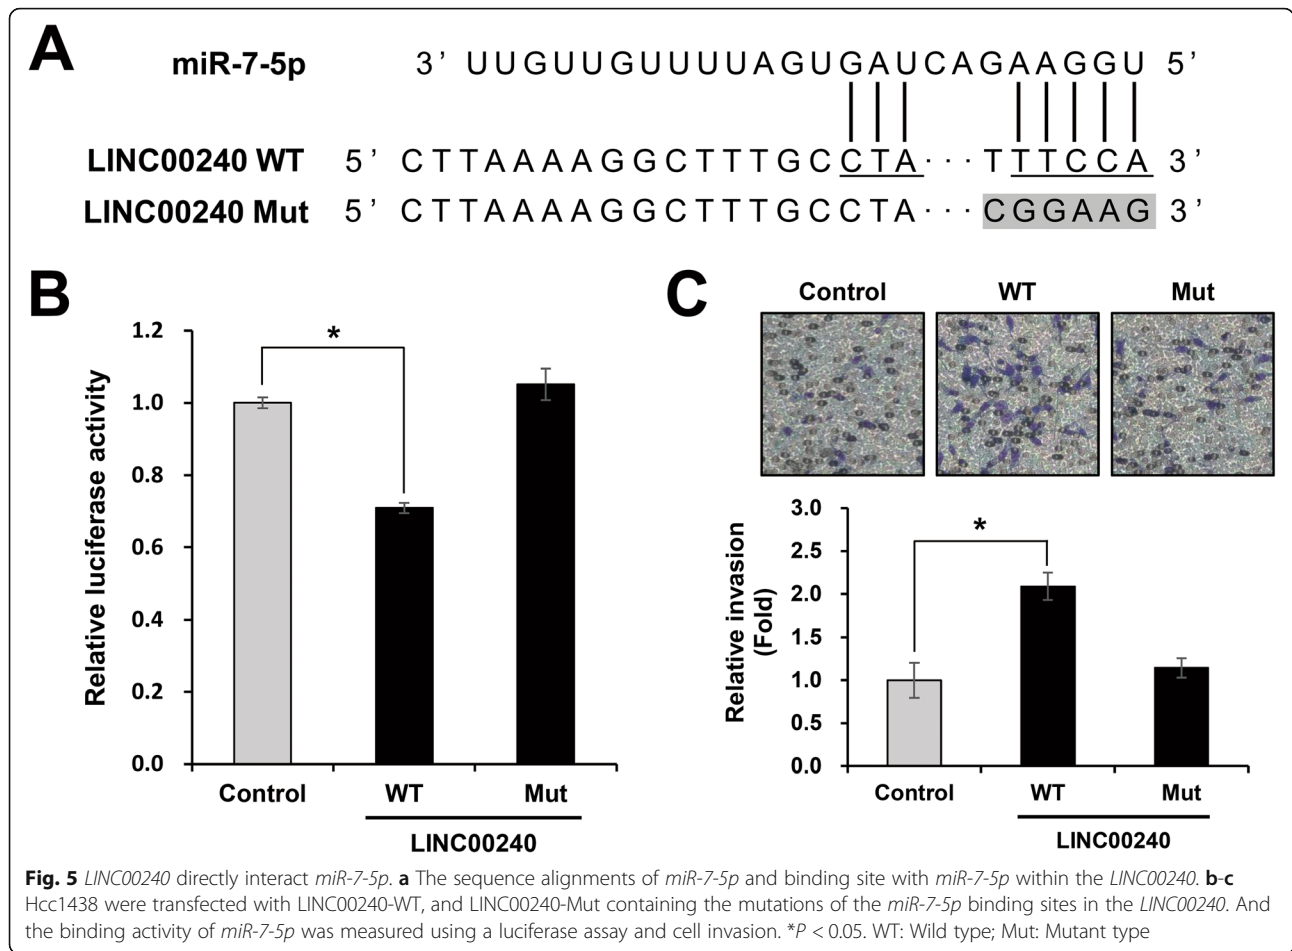 A
miR-7-5p 3’ UUGUUGUUUUAGUGAUCAGAAGGU 5’
LINC00240 WT 5’ CTTAAAAGGCTTTGCCTA···TTTCCA 3’
LINC00240 Mut 5’ CTTAAAAGGCTTTGCCTA···CGGAAG 3’
B
Relative luciferase activity
1.2
1.0
0.8
0.6
0.4
0.2
0.0
*
Control WT Mut
LINC00240
C
Control WT Mut
Relative invasion
(Fold)
3.0
2.5
2.0
1.5
1.0
0.5
0.0
*
Control WT Mut
LINC00240
Fig. 5 LINC00240 directly interact miR-7-5p. a The sequence alignments of miR-7-5p and binding site with miR-7-5p within the LINC00240. b-c
Hcc1438 were transfected with LINC00240-WT, and LINC00240-Mut containing the mutations of the miR-7-5p binding sites in the LINC00240. And
the binding activity of miR-7-5p was measured using a luciferase assay and cell invasion. *P < 0.05. WT: Wild type; Mut: Mutant type